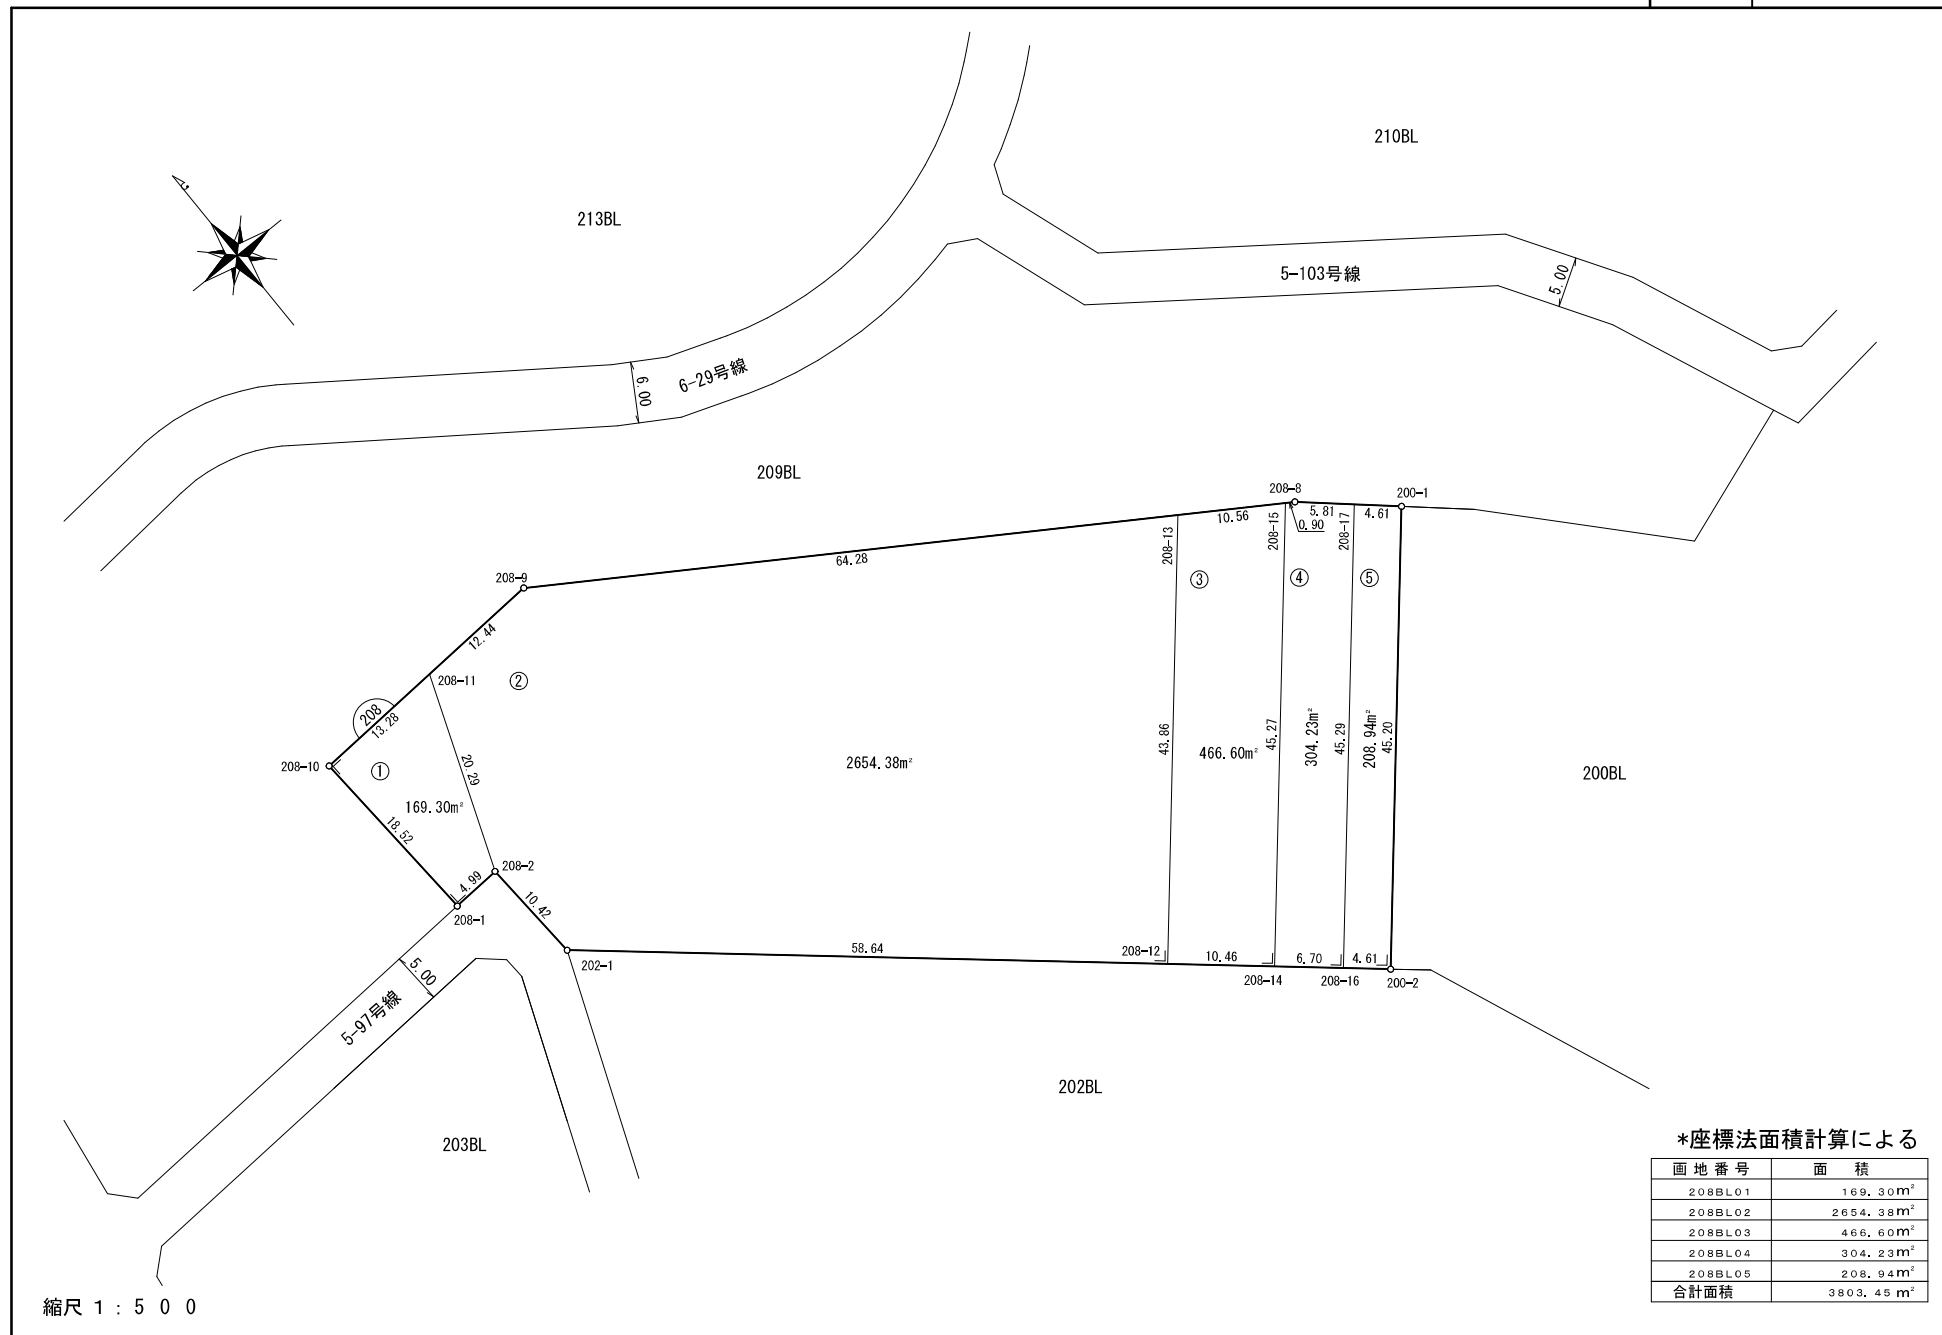 210BL
213BL
5-103号線
5.00
6-29号線
6.00
209BL
208-8
200-1
5.81
4.61
10.56
0.90
208-13
208-15
208-17
64.28
208-9
③
④
⑤
12.44
208-11
②
208
13.28
208-10
①
20.29
169.30m²
18.52
2654.38m²
43.86
466.60m²
45.27
304.23m²
45.29
208.94m²
45.20
200BL
208-2
4.99
208-1
10.42
202-1
58.64
208-12
10.46
6.70
4.61
208-14
208-16
200-2
5.00
5-97号線
202BL
203BL
*座標法面積計算による
画地番号 面 積
208BL01 169.30m²
208BL02 2654.38m²
208BL03 466.60m²
208BL04 304.23m²
208BL05 208.94m²
合計面積 3803.45m²
縮尺 1:500